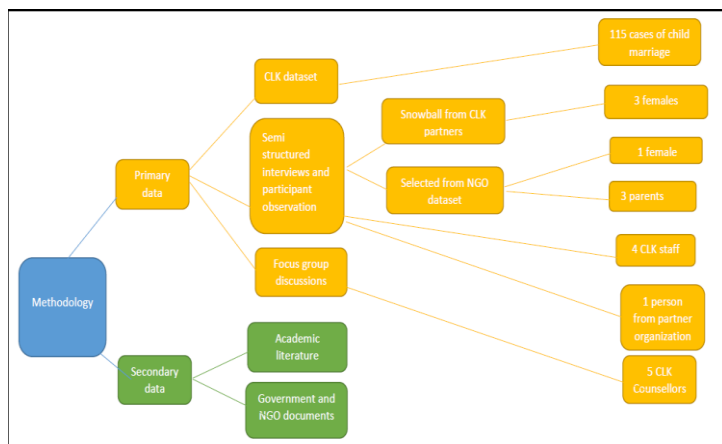 Methodology
Primary data
CLK dataset
115 cases of child
marriage
Semi
structured
interviews and
participant
observation
Snowball from CLK
partners
3 females
Selected from NGO
dataset
1 female
3 parents
4 CLK staff
1 person
from partner
organization
Focus group
discussions
5 CLK
Counsellors
Secondary
data
Academic
literature
Government and
NGO documents